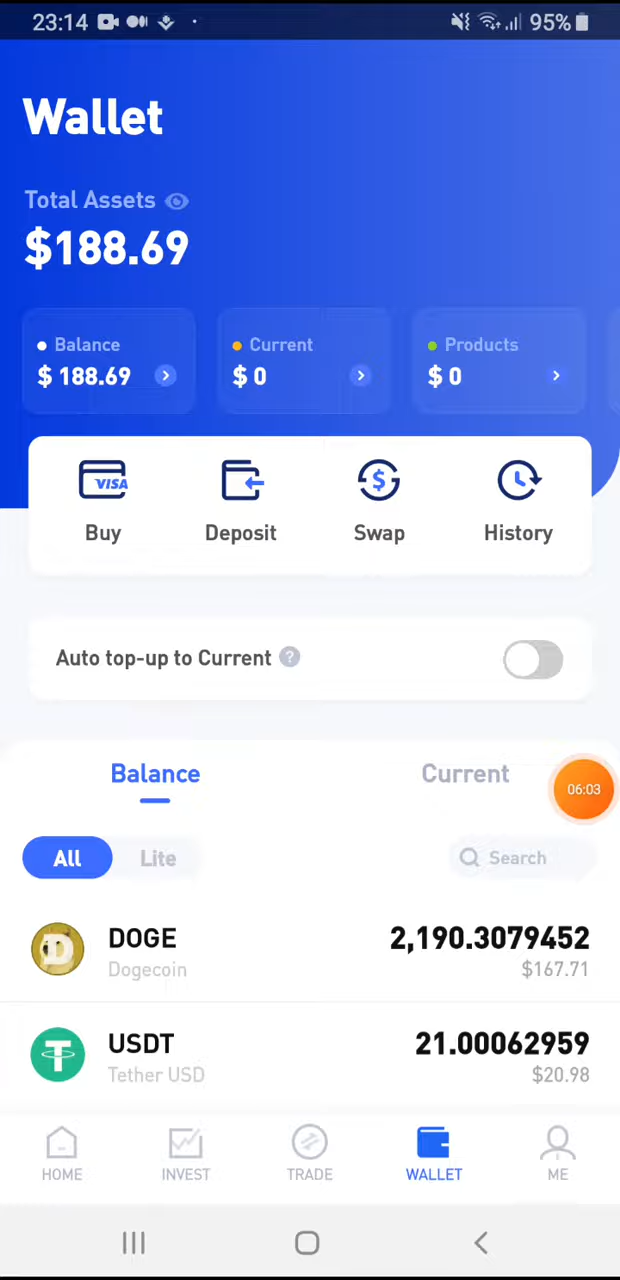 23:14 95%
Wallet
Total Assets
$188.69
Balance Current Products
$ 188.69 $ 0 $ 0
VISA
Buy Deposit Swap History
Auto top-up to Current ?
Balance Current
06:03
All Lite Search
DOGE 2,190.3079452
Dogecoin $167.71
USDT 21.00062959
Tether USD $20.98
HOME INVEST TRADE WALLET ME